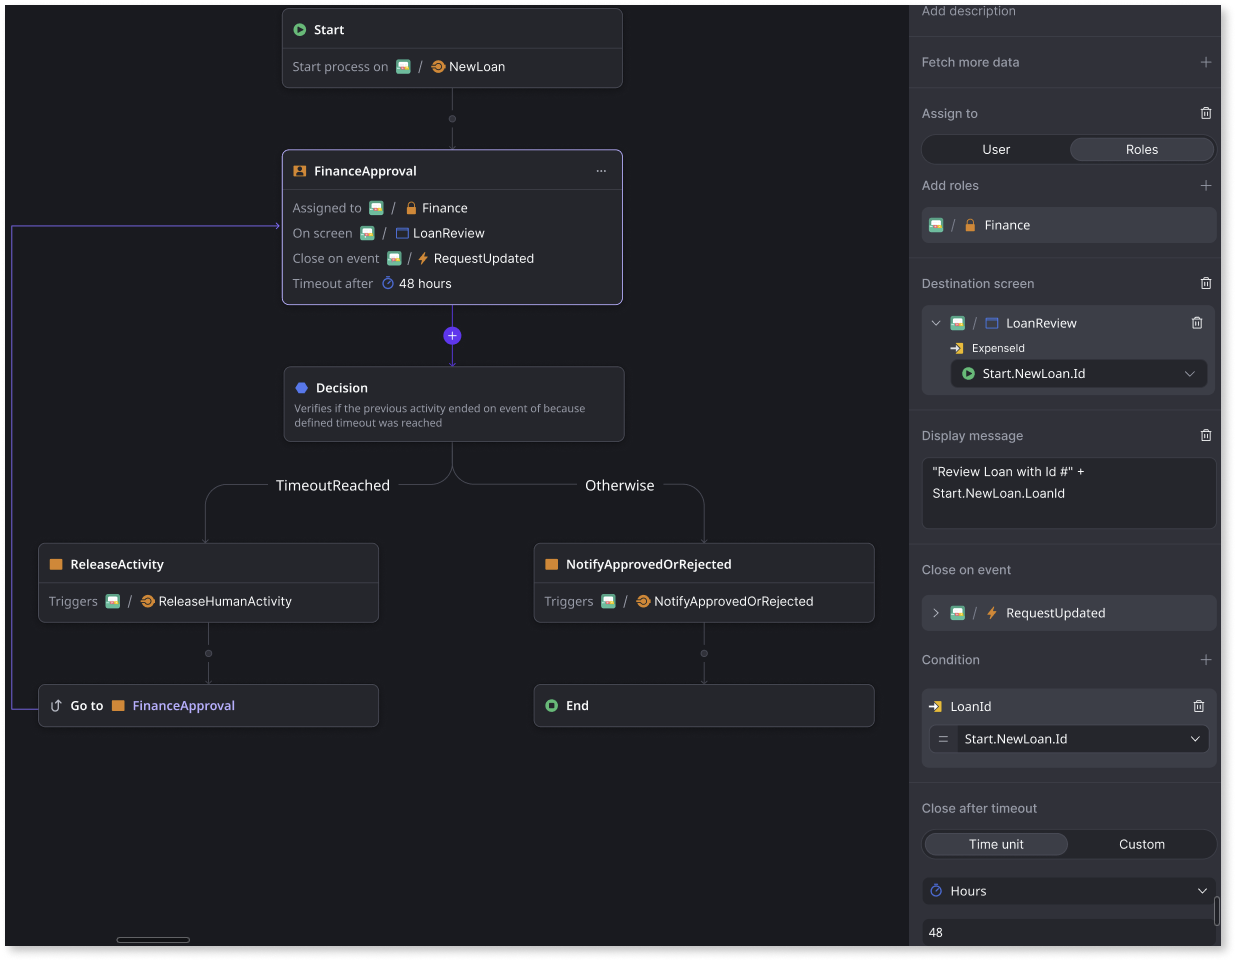 Start
Start process on / NewLoan
FinanceApproval ...
Assigned to / Finance
On screen / LoanReview
Close on event / RequestUpdated
Timeout after 48 hours
Decision
Verifies if the previous activity ended on event of because
defined timeout was reached
TimeoutReached
Otherwise
ReleaseActivity
Triggers / ReleaseHumanActivity
Go to FinanceApproval
NotifyApprovedOrRejected
Triggers / NotifyApprovedOrRejected
End
Add description
Fetch more data
Assign to
User Roles
Add roles
/ Finance
Destination screen
/ LoanReview
ExpenseId
Start.NewLoan.Id
Display message
"Review Loan with Id #" +
Start.NewLoan.LoanId
Close on event
/ RequestUpdated
Condition
LoanId
= Start.NewLoan.Id
Close after timeout
Time unit Custom
Hours
48